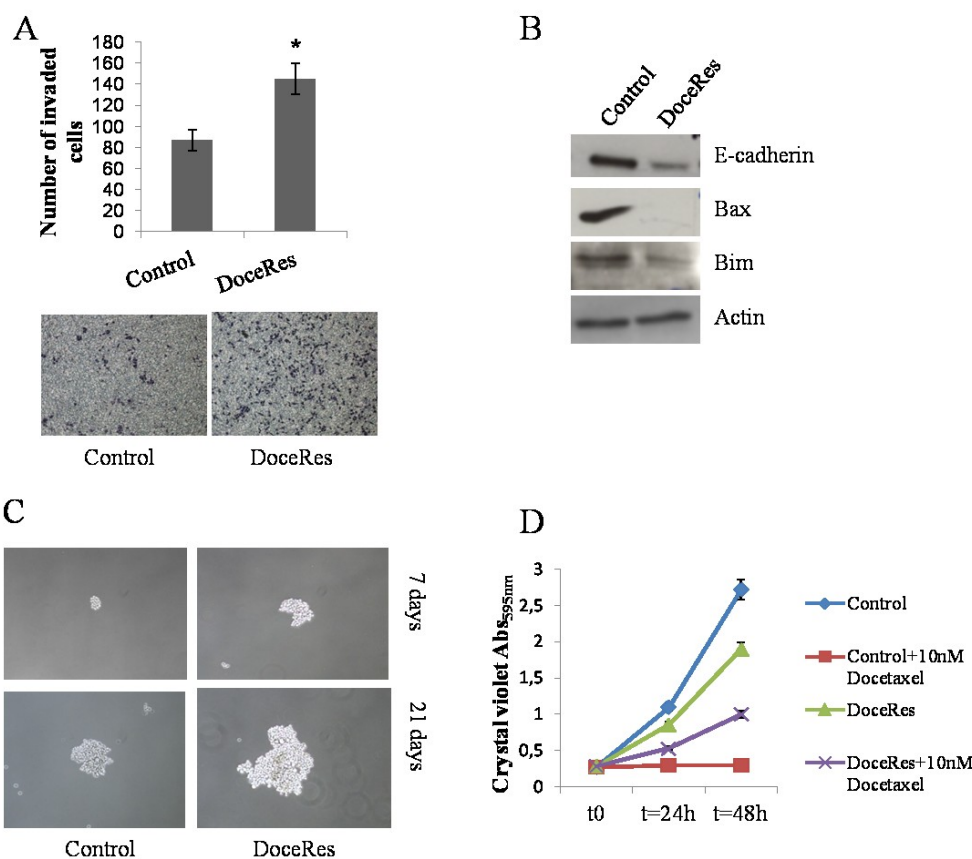 A
Number of invaded
cells
180
160
140
120
100
80
60
40
20
0
*
Control
DoceRes
Control
DoceRes
B
Control
DoceRes
E-cadherin
Bax
Bim
Actin
C
7 days
21 days
Control
DoceRes
D
Crystal violet Abs595nm
3
2,5
2
1,5
1
0,5
0
t0
t=24h
t=48h
Control
Control+10nM
Docetaxel
DoceRes
DoceRes+10nM
Docetaxel